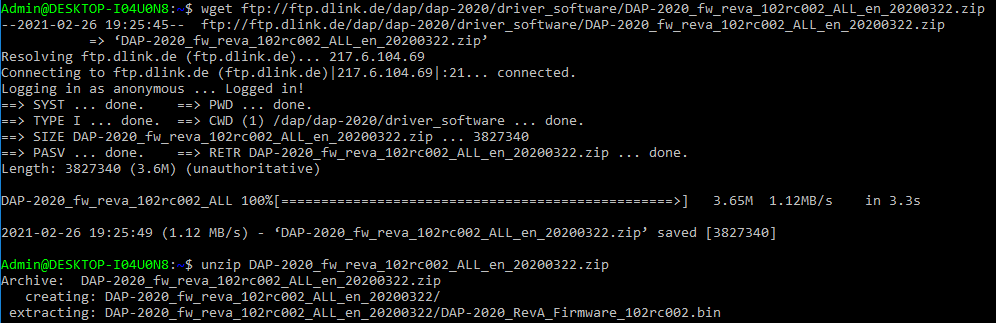 Admin@DESKTOP-I04U0N8:~$ wget ftp://ftp.dlink.de/dap/dap-2020/driver_software/DAP-2020_fw_reva_102rc002_ALL_en_20200322.zip
--2021-02-26 19:25:45--  ftp://ftp.dlink.de/dap/dap-2020/driver_software/DAP-2020_fw_reva_102rc002_ALL_en_20200322.zip
           => ‘DAP-2020_fw_reva_102rc002_ALL_en_20200322.zip’
Resolving ftp.dlink.de (ftp.dlink.de)... 217.6.104.69
Connecting to ftp.dlink.de (ftp.dlink.de)|217.6.104.69|:21... connected.
Logging in as anonymous ... Logged in!
==> SYST ... done.    ==> PWD ... done.
==> TYPE I ... done.  ==> CWD (1) /dap/dap-2020/driver_software ... done.
==> SIZE DAP-2020_fw_reva_102rc002_ALL_en_20200322.zip ... 3827340
==> PASV ... done.    ==> RETR DAP-2020_fw_reva_102rc002_ALL_en_20200322.zip ... done.
Length: 3827340 (3.6M) (unauthoritative)
DAP-2020_fw_reva_102rc002_ALL 100%[=================================================>]   3.65M  1.12MB/s    in 3.3s
2021-02-26 19:25:49 (1.12 MB/s) - ‘DAP-2020_fw_reva_102rc002_ALL_en_20200322.zip’ saved [3827340]
Admin@DESKTOP-I04U0N8:~$ unzip DAP-2020_fw_reva_102rc002_ALL_en_20200322.zip
Archive:  DAP-2020_fw_reva_102rc002_ALL_en_20200322.zip
   creating: DAP-2020_fw_reva_102rc002_ALL_en_20200322/
 extracting: DAP-2020_fw_reva_102rc002_ALL_en_20200322/DAP-2020_RevA_Firmware_102rc002.bin